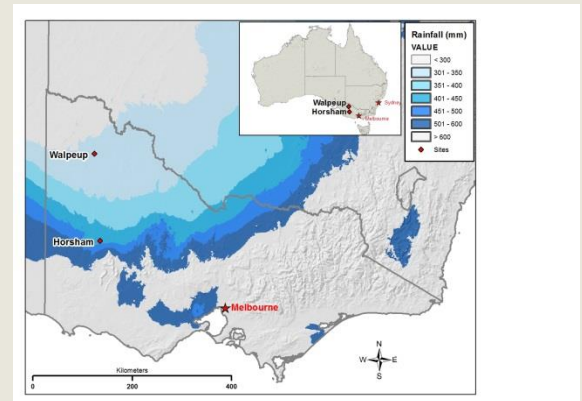 Rainfall (mm)
VALUE
< 300
301 - 350
351 - 400
401 - 450
451 - 500
501 - 600
> 600
Sites
Walpeup
Horsham
Sydney
Melbourne
Walpeup
Horsham
Melbourne
N
W E
S
Kilometers
0 200 400